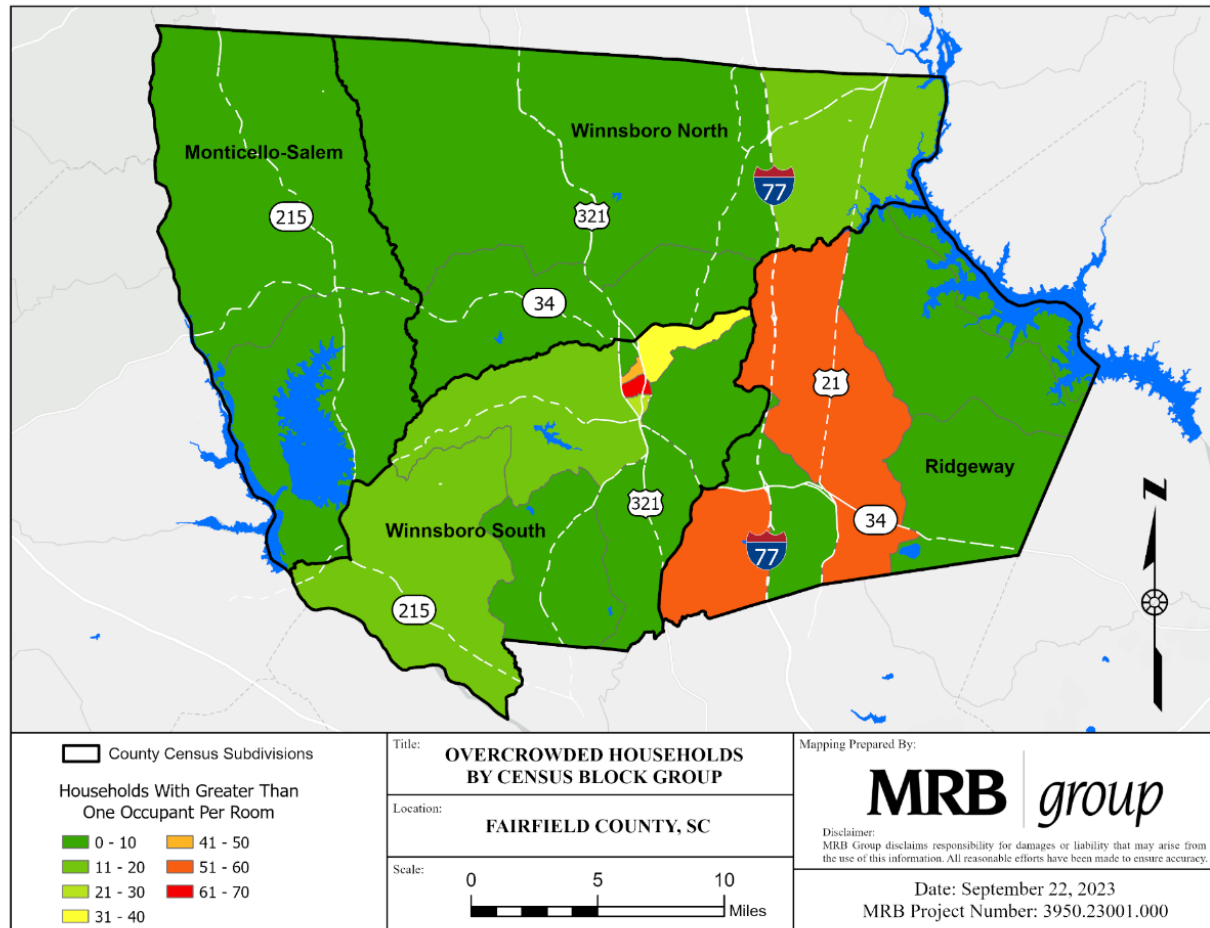 Winnsboro North
Monticello-Salem
77
215
321
34
21
Ridgeway
321
Winnsboro South
34
77
215
N
County Census Subdivisions
Households With Greater Than
One Occupant Per Room
0 - 10
11 - 20
21 - 30
31 - 40
41 - 50
51 - 60
61 - 70
Title:
OVERCROWDED HOUSEHOLDS
BY CENSUS BLOCK GROUP
Location:
FAIRFIELD COUNTY, SC
Scale:
0 5 10
Miles
Mapping Prepared By:
MRB group
Disclaimer:
MRB Group disclaims responsibility for damages or liability that may arise from
the use of this information. All reasonable efforts have been made to ensure accuracy.
Date: September 22, 2023
MRB Project Number: 3950.23001.000